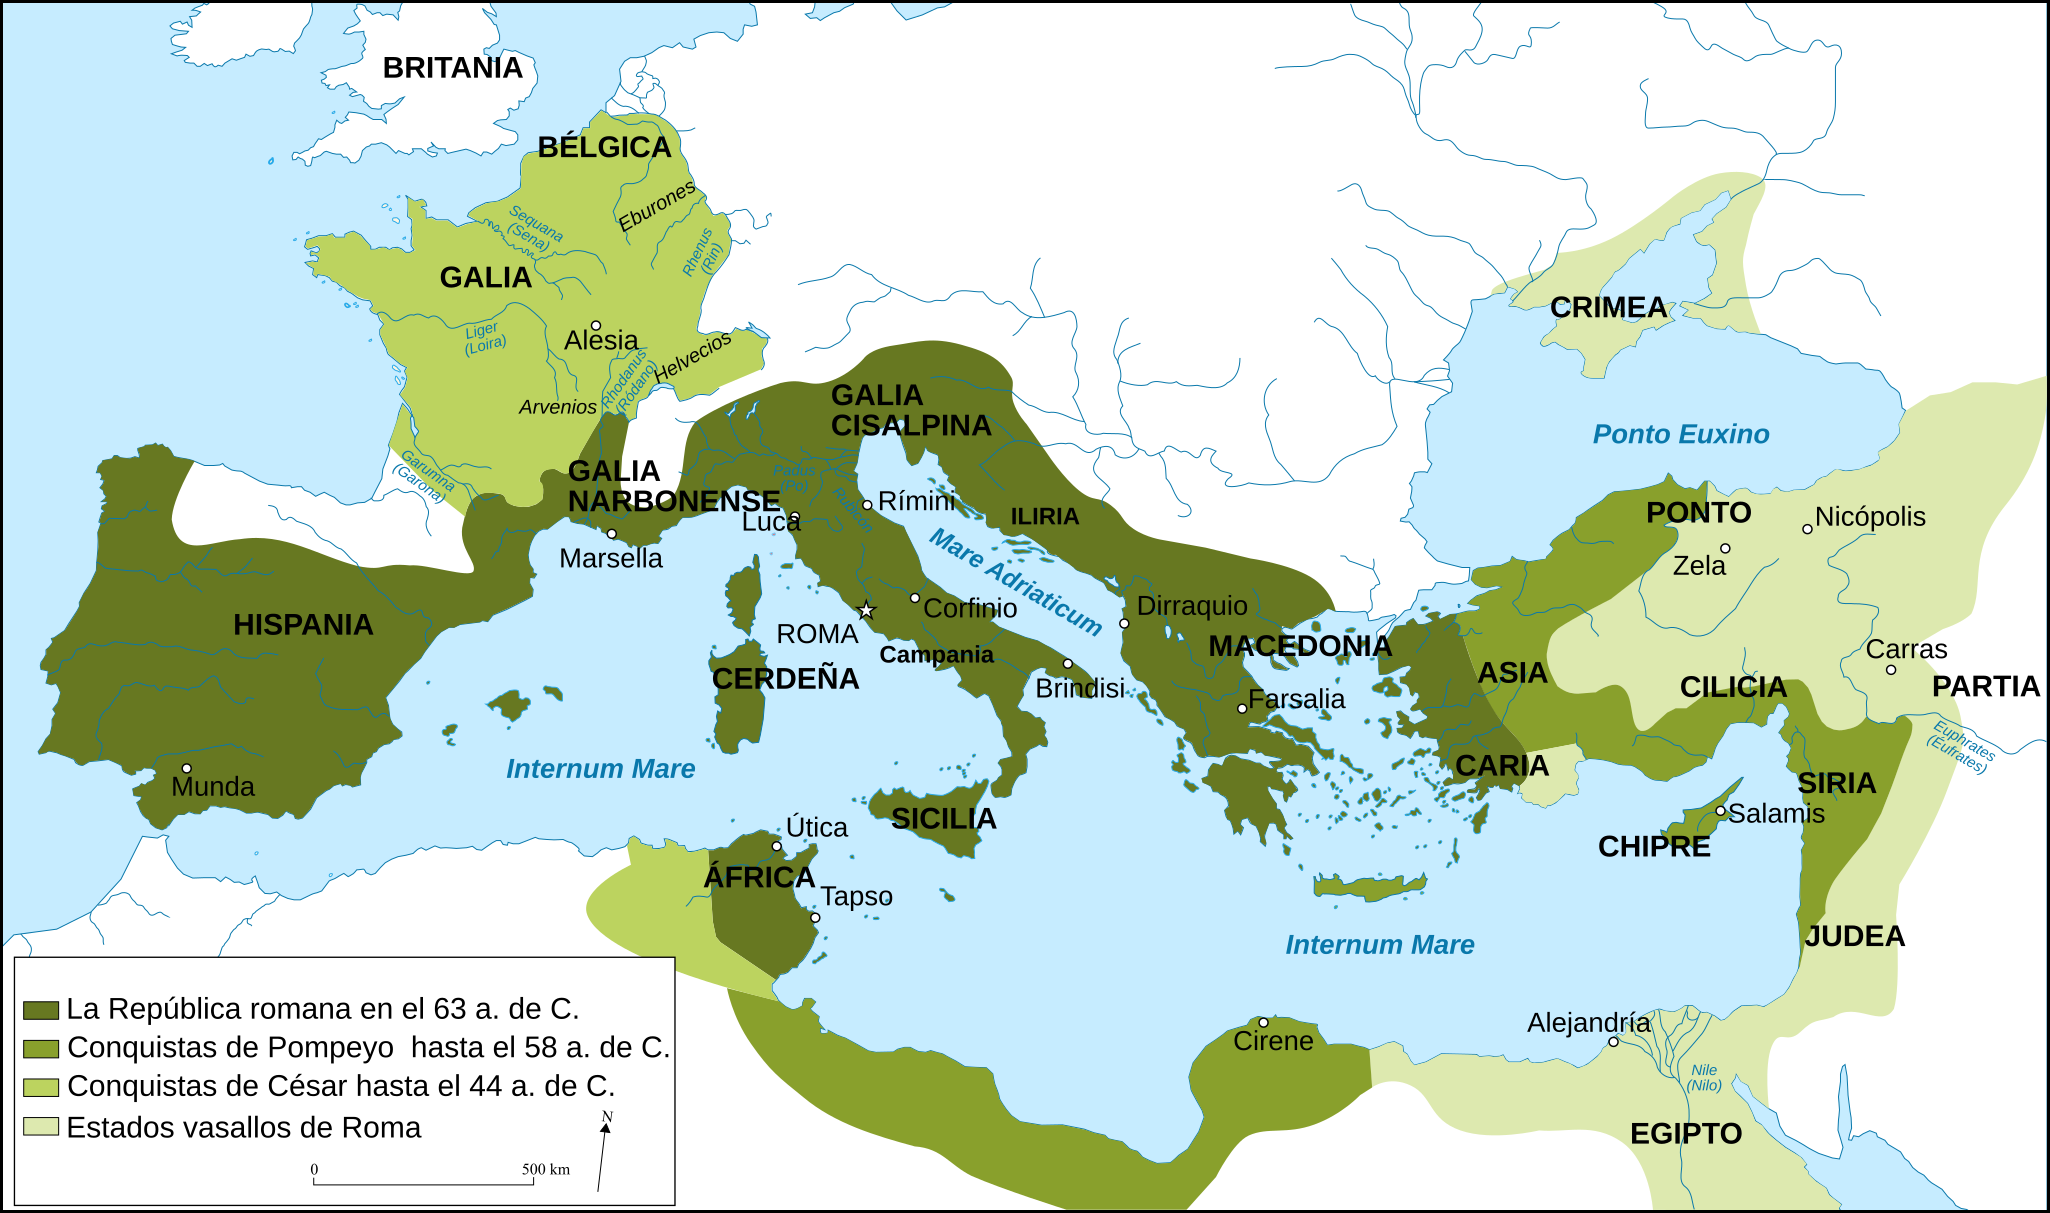 BRITANIA
BÉLGICA
Eburones
Sequana
(Sena)
Rhenus
(Rin)
GALIA
CRIMEA
Liger
(Loira)
Alesia
Rhodanus
(Ródano)
Helvecios
Arvenios
GALIA
CISALPINA
Ponto Euxino
Garumna
(Garona)
GALIA
NARBONENSE
Padus
(Po)
Rubicon
Rímini
Luca
ILIRIA
PONTO
Nicópolis
Marsella
Mare Adriaticum
Zela
HISPANIA
Corfinio
Dirraquio
ROMA
Campania
MACEDONIA
Carras
CERDEÑA
Brindisi
Farsalia
ASIA
CILICIA
PARTIA
Euphrates
(Éufrates)
Internum Mare
CARIA
Munda
SIRIA
SICILIA
Salamis
Útica
CHIPRE
ÁFRICA
Tapso
JUDEA
Internum Mare
Alejandría
Cirene
Nile
(Nilo)
EGIPTO
La República romana en el 63 a. de C.
Conquistas de Pompeyo  hasta el 58 a. de C.
Conquistas de César hasta el 44 a. de C.
Estados vasallos de Roma
N
0
500 km